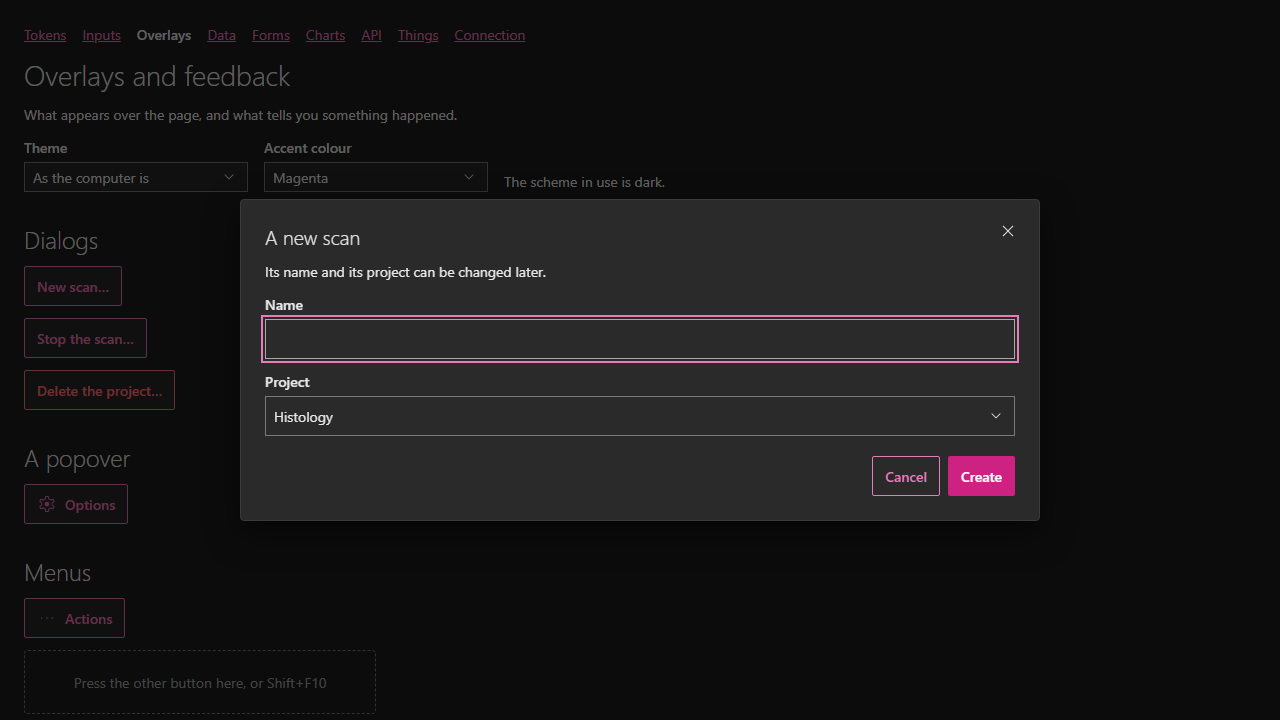 Tokens Inputs Overlays Data Forms Charts API Things Connection
Overlays and feedback
What appears over the page, and what tells you something happened.
Theme Accent colour
As the computer is Magenta The scheme in use is dark.
Dialogs
New scan...
Stop the scan...
Delete the project...
A new scan
Its name and its project can be changed later.
Name
Project
Histology
Cancel Create
A popover
Options
Menus
Actions
Press the other button here, or Shift+F10